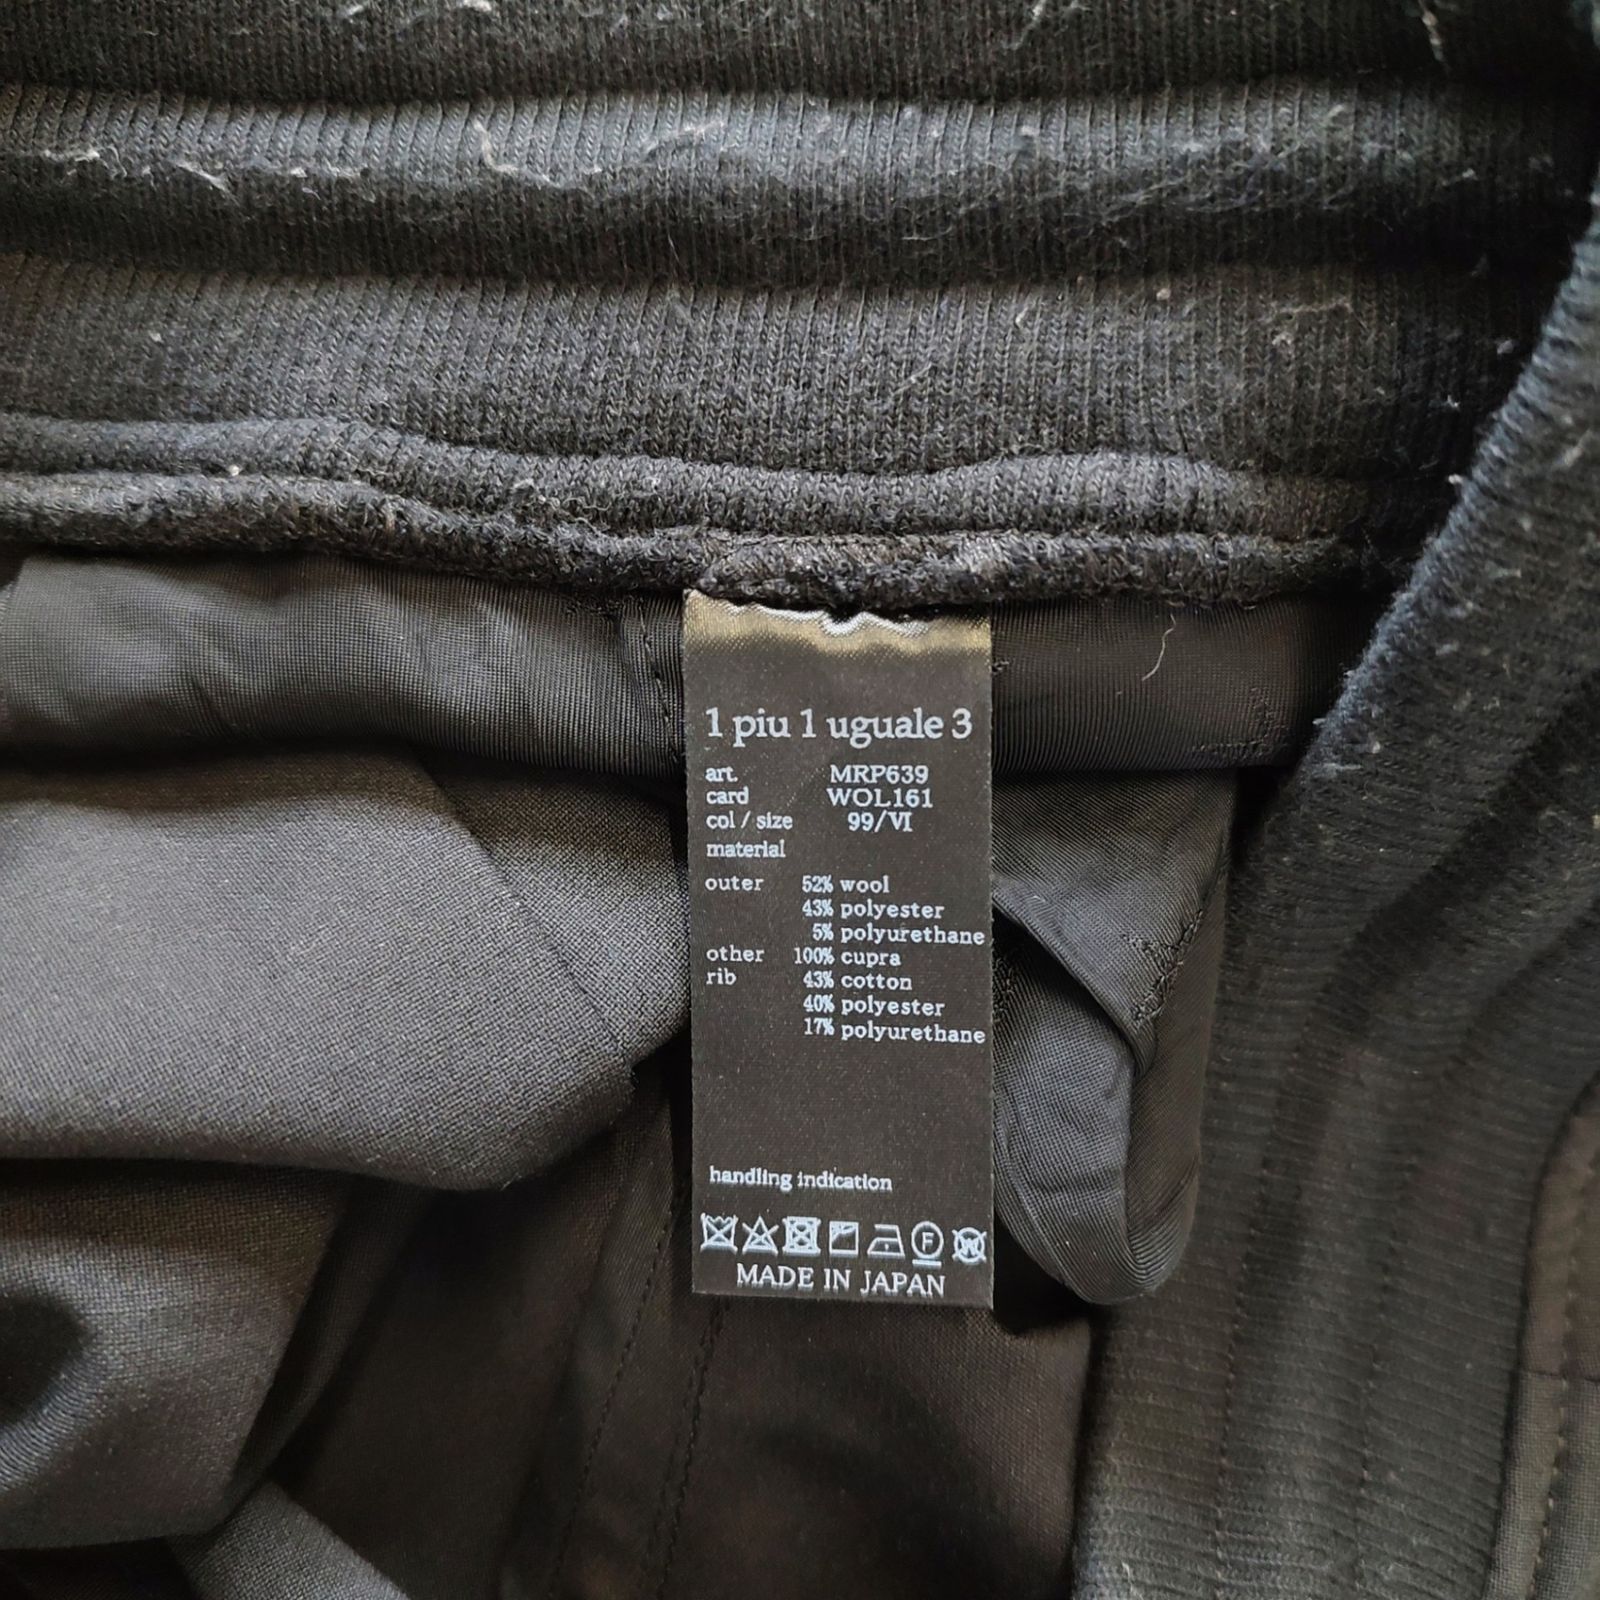 1 piu 1 uguale 3
art. MRP639
card WOL161
col / size 99/VI
material
outer 52% wool
43% polyester
5% polyurethane
other 100% cupra
rib 43% cotton
40% polyester
17% polyurethane
handling indication
F W
MADE IN JAPAN